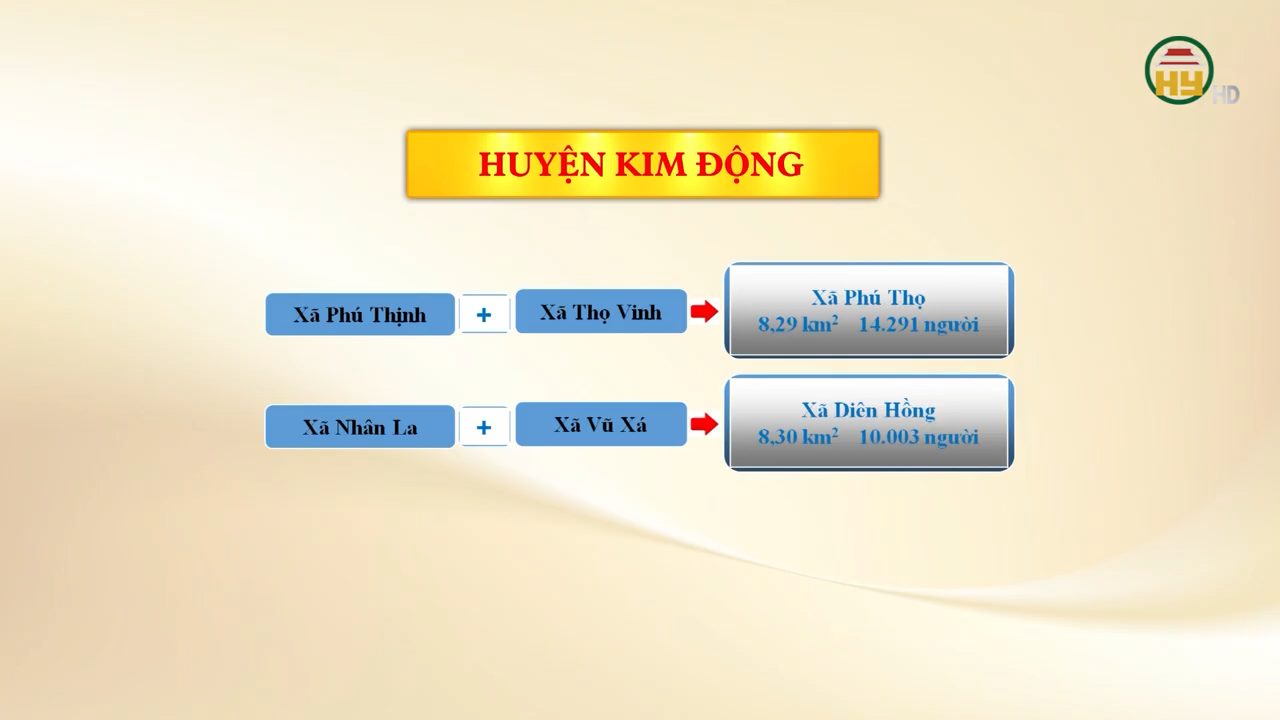 HY HD
HUYỆN KIM ĐỘNG
Xã Phú Thịnh + Xã Thọ Vinh
Xã Phú Thọ
8,29 km² 14.291 người
Xã Nhân La + Xã Vũ Xá
Xã Diên Hồng
8,30 km² 10.003 người